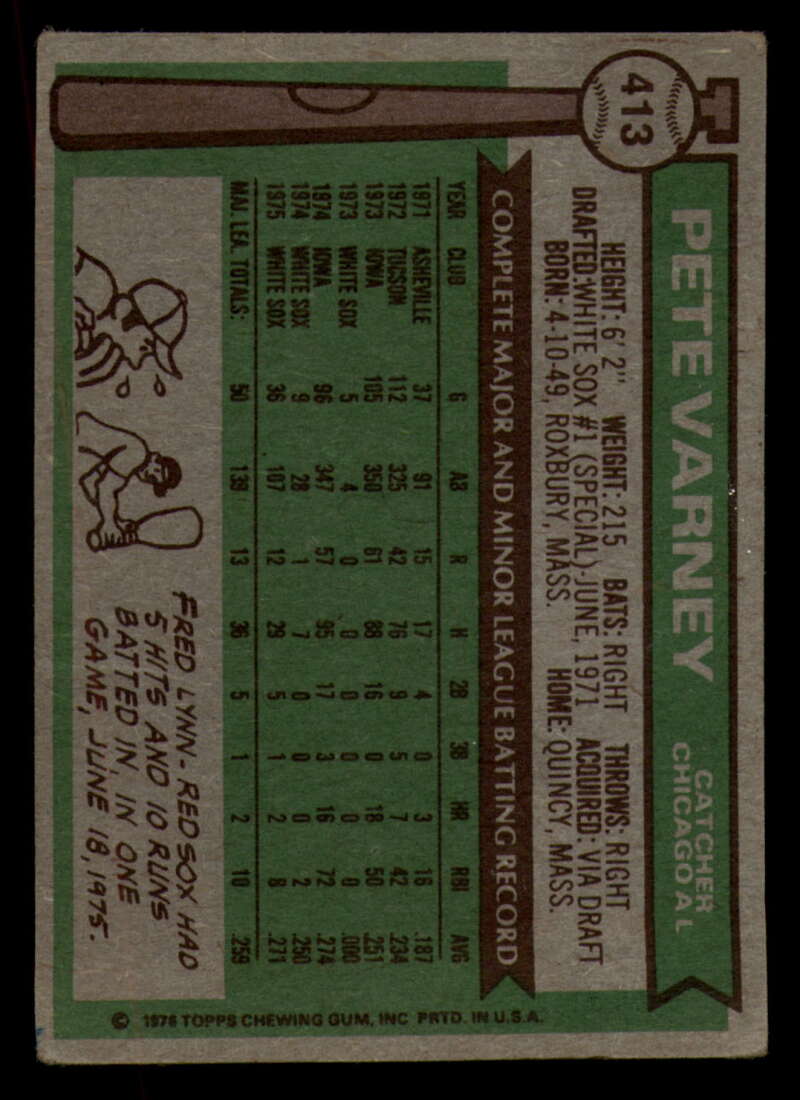 413
PETE VARNEY
CATCHER
CHICAGO AL
HEIGHT: 6' 2" WEIGHT: 215 BATS: RIGHT THROWS: RIGHT
DRAFTED: WHITE SOX #1 (SPECIAL)-JUNE, 1971 ACQUIRED: VIA DRAFT
BORN: 4-10-49, ROXBURY, MASS. HOME: QUINCY, MASS.
COMPLETE MAJOR AND MINOR LEAGUE BATTING RECORD
YEAR CLUB G AB R H 2B 3B HR RBI AVG
1971 ASHEVILLE 37 91 15 17 4 0 3 16 .187
1972 TUCSON 112 325 42 76 9 5 7 42 .234
1973 IOWA 105 350 61 88 16 0 18 50 .251
1973 WHITE SOX 5 4 0 0 0 0 0 0 .000
1974 IOWA 96 347 57 95 17 3 16 72 .274
1974 WHITE SOX 9 28 1 7 0 0 0 2 .250
1975 WHITE SOX 36 107 12 29 5 1 2 8 .271
MAJ. LEA. TOTALS: 50 139 13 36 5 1 2 10 .259
FRED LYNN-RED SOX HAD
5 HITS AND 10 RUNS
BATTED IN, IN ONE
GAME, JUNE 18, 1975.
© 1976 TOPPS CHEWING GUM, INC PRTD. IN U.S.A.